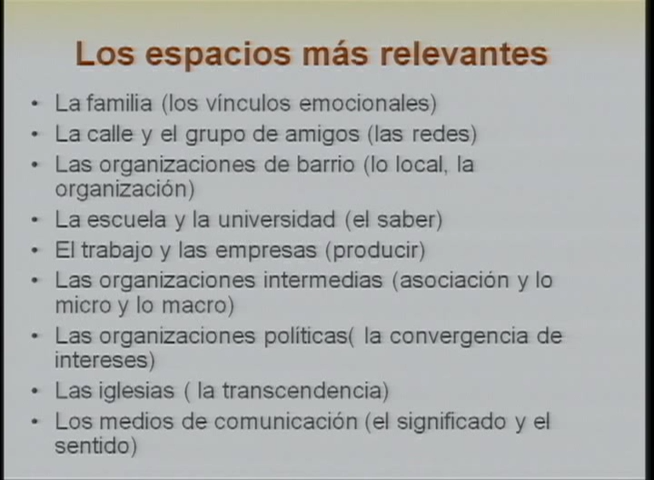 Los espacios más relevantes
• La familia (los vínculos emocionales)
• La calle y el grupo de amigos (las redes)
• Las organizaciones de barrio (lo local, la
organización)
• La escuela y la universidad (el saber)
• El trabajo y las empresas (producir)
• Las organizaciones intermedias (asociación y lo
micro y lo macro)
• Las organizaciones políticas( la convergencia de
intereses)
• Las iglesias ( la transcendencia)
• Los medios de comunicación (el significado y el
sentido)